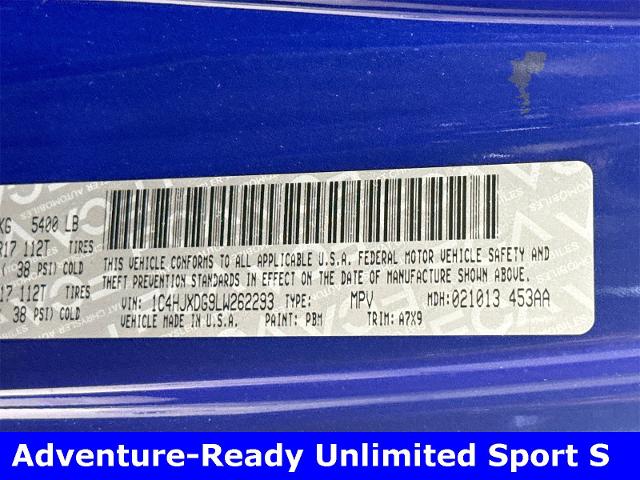 KG 5400 LB
R17 112T TIRES
( 38 PSI) COLD
17 112T TIRES
38 PSI) COLD
THIS VEHICLE CONFORMS TO ALL APPLICABLE U.S.A. FEDERAL MOTOR VEHICLE SAFETY AND
THEFT PREVENTION STANDARDS IN EFFECT ON THE DATE OF MANUFACTURE SHOWN ABOVE.
VIN: 1C4HJXDG9LW262293 TYPE: MPV MDH: 021013 453AA
VEHICLE MADE IN U.S.A. PAINT: PBM TRIM: A7X9
Adventure-Ready Unlimited Sport S